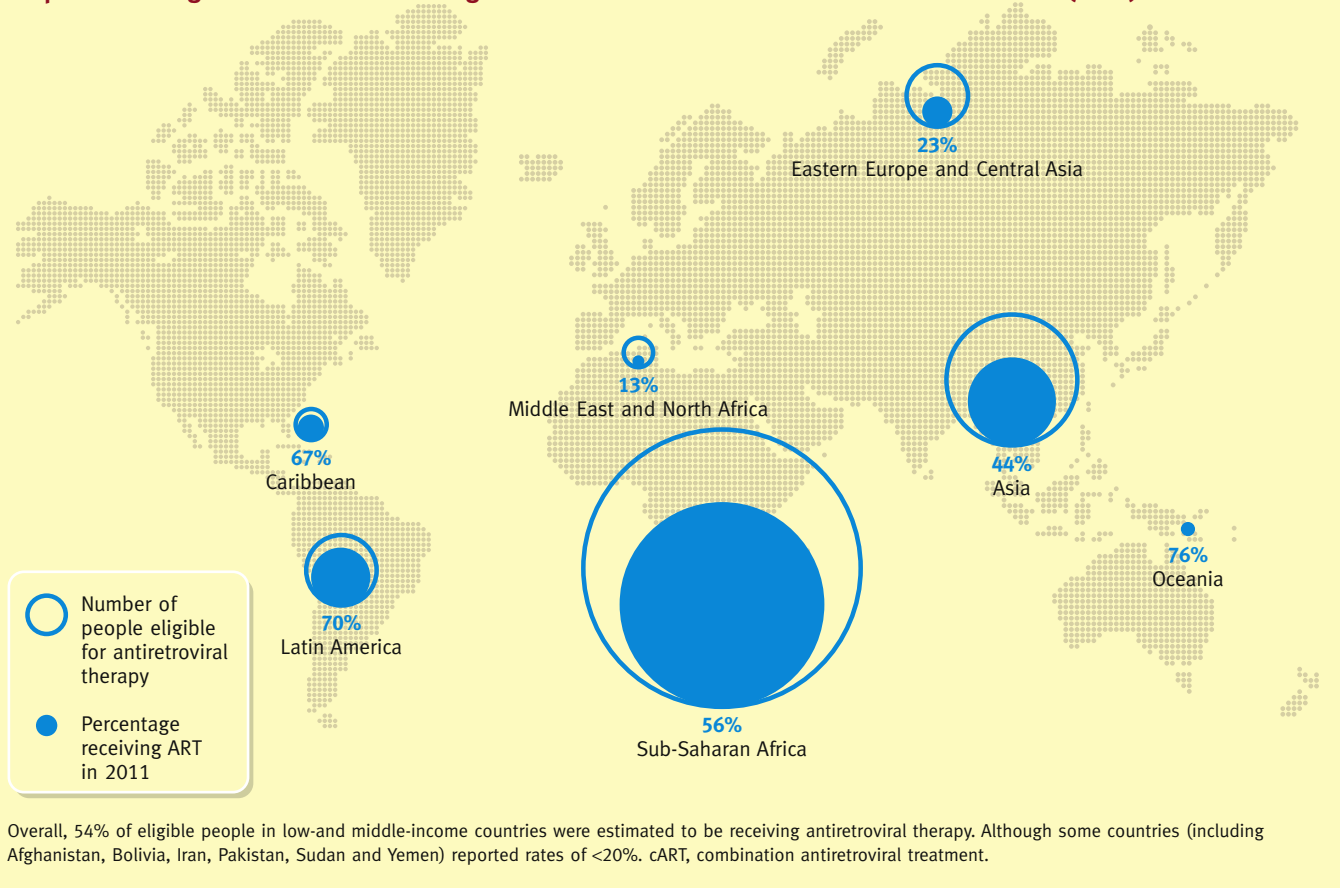 23%
Eastern Europe and Central Asia
13%
Middle East and North Africa
67%
Caribbean
44%
Asia
76%
Oceania
70%
Latin America
56%
Sub-Saharan Africa
Number of
people eligible
for antiretroviral
therapy
Percentage
receiving ART
in 2011
Overall, 54% of eligible people in low-and middle-income countries were estimated to be receiving antiretroviral therapy. Although some countries (including
Afghanistan, Bolivia, Iran, Pakistan, Sudan and Yemen) reported rates of <20%. cART, combination antiretroviral treatment.